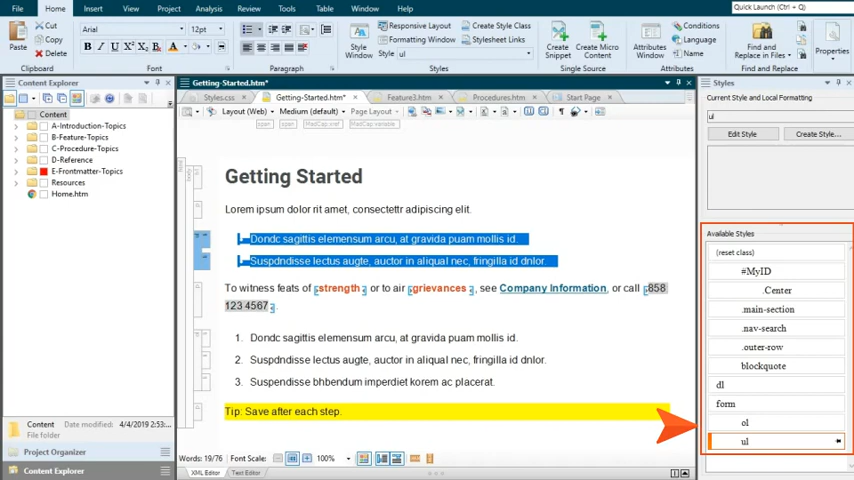 File Home Insert View Project Analysis Review Tools Table Window Quick Launch (Ctrl+Q)
Paste
Cut
Copy
Delete
Arial 12pt
B I U
Style Window
Responsive Layout
Formatting Window
Style ul
Create Style Class
Stylesheet Links
Create Snippet
Create Micro Content
Attributes Window
Conditions
Language
Name
Find and Replace
Properties
Clipboard Font Paragraph Styles Single Source Attributes Find and Replace
Content Explorer
Content
A-Introduction-Topics
B-Feature-Topics
C-Procedure-Topics
D-Reference
E-Frontmatter-Topics
Resources
Home.htm
Content Date modified: 4/4/2019 2:53:...
File folder
Project Organizer
Content Explorer
Getting-Started.htm*
Styles.css Getting-Started.htm* Feature3.htm Procedures.htm Start Page
Layout (Web) Medium (default) Page Layout
span span MadCap:xref MadCap:variable
Getting Started
Lorem ipsum dolor rit amet, consectettr adipiscing elit.
Dondc sagittis elemensum arcu, at gravida puam mollis id.
Suspdndisse lectus augte, auctor in aliqual nec, fringilla id dnlor.
To witness feats of strength or to air grievances , see Company Information, or call 858
123 4567 .
1. Dondc sagittis elemensum arcu, at gravida puam mollis id.
2. Suspdndisse lectus augte, auctor in aliqual nec, fringilla id dnlor.
3. Suspendisse bhbendum imperdiet korem ac placerat.
Tip: Save after each step.
Words: 19/76 Font Scale: 100%
XML Editor Text Editor
Styles
Current Style and Local Formatting
ul
Edit Style Create Style...
Available Styles
(reset class)
#MyID
.Center
.main-section
.nav-search
.outer-row
blockquote
dl
form
ol
ul